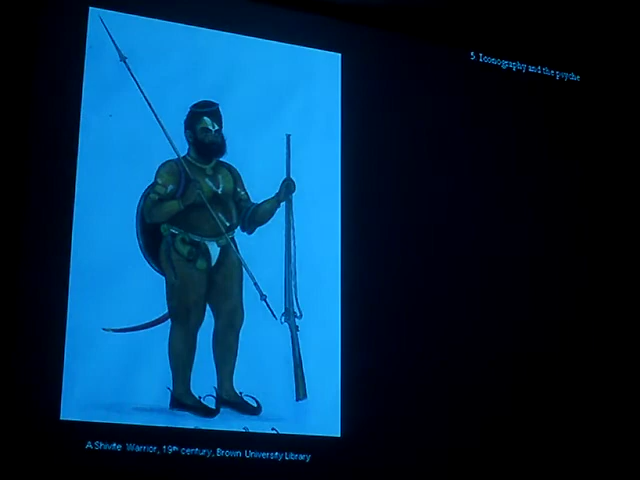 5 Iconography and the psyche
A Shivite Warrior, 19th century, Brown University Library